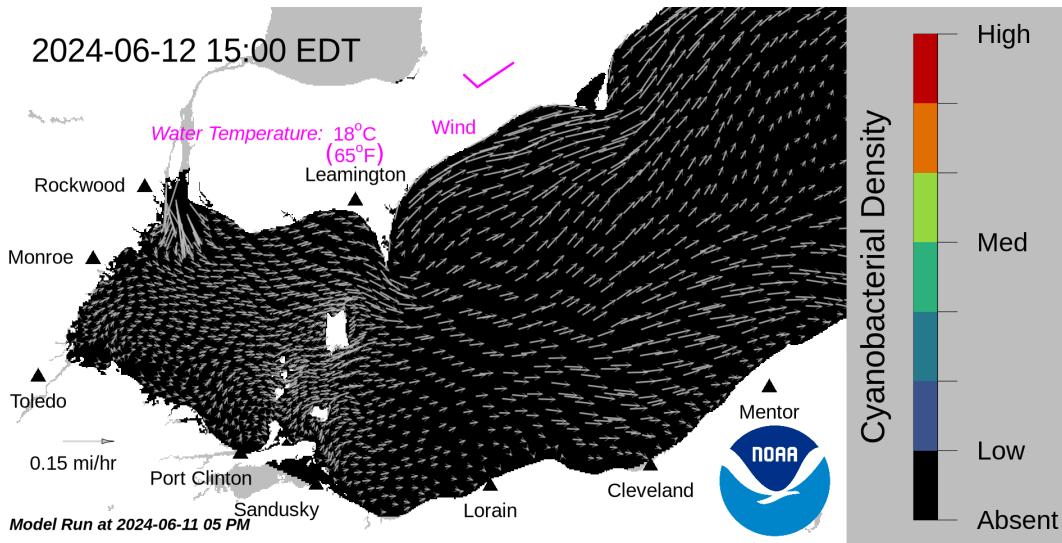 2024-06-12 15:00 EDT
High
Wind
Water Temperature: 18°C
(65°F)
Leamington
Rockwood
Monroe
Med
Cyanobacterial Density
Toledo
Mentor
0.15 mi/hr
NOAA
Low
Port Clinton
Cleveland
Sandusky
Lorain
Absent
Model Run at 2024-06-11 05 PM